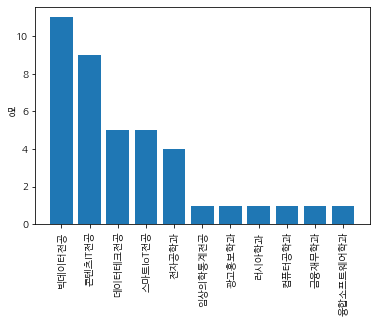 10
8
6
4
2
0
빅데이터전공
콘텐츠IT전공
데이터테크전공
스마트IoT전공
전자공학과
임상의학통계전공
광고홍보학과
러시아학과
컴퓨터공학과
금융재무학과
융합소프트웨어학과